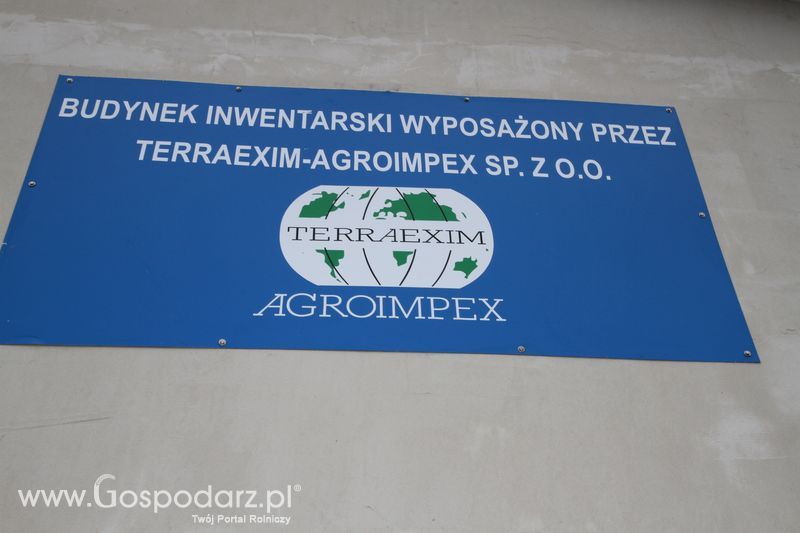 BUDYNEK INWENTARSKI WYPOSAŻONY PRZEZ
TERRAEXIM-AGROIMPEX SP. Z O.O.
TERRAEXIM
AGROIMPEX
www.Gospodarz.pl
Twój Portal Rolniczy